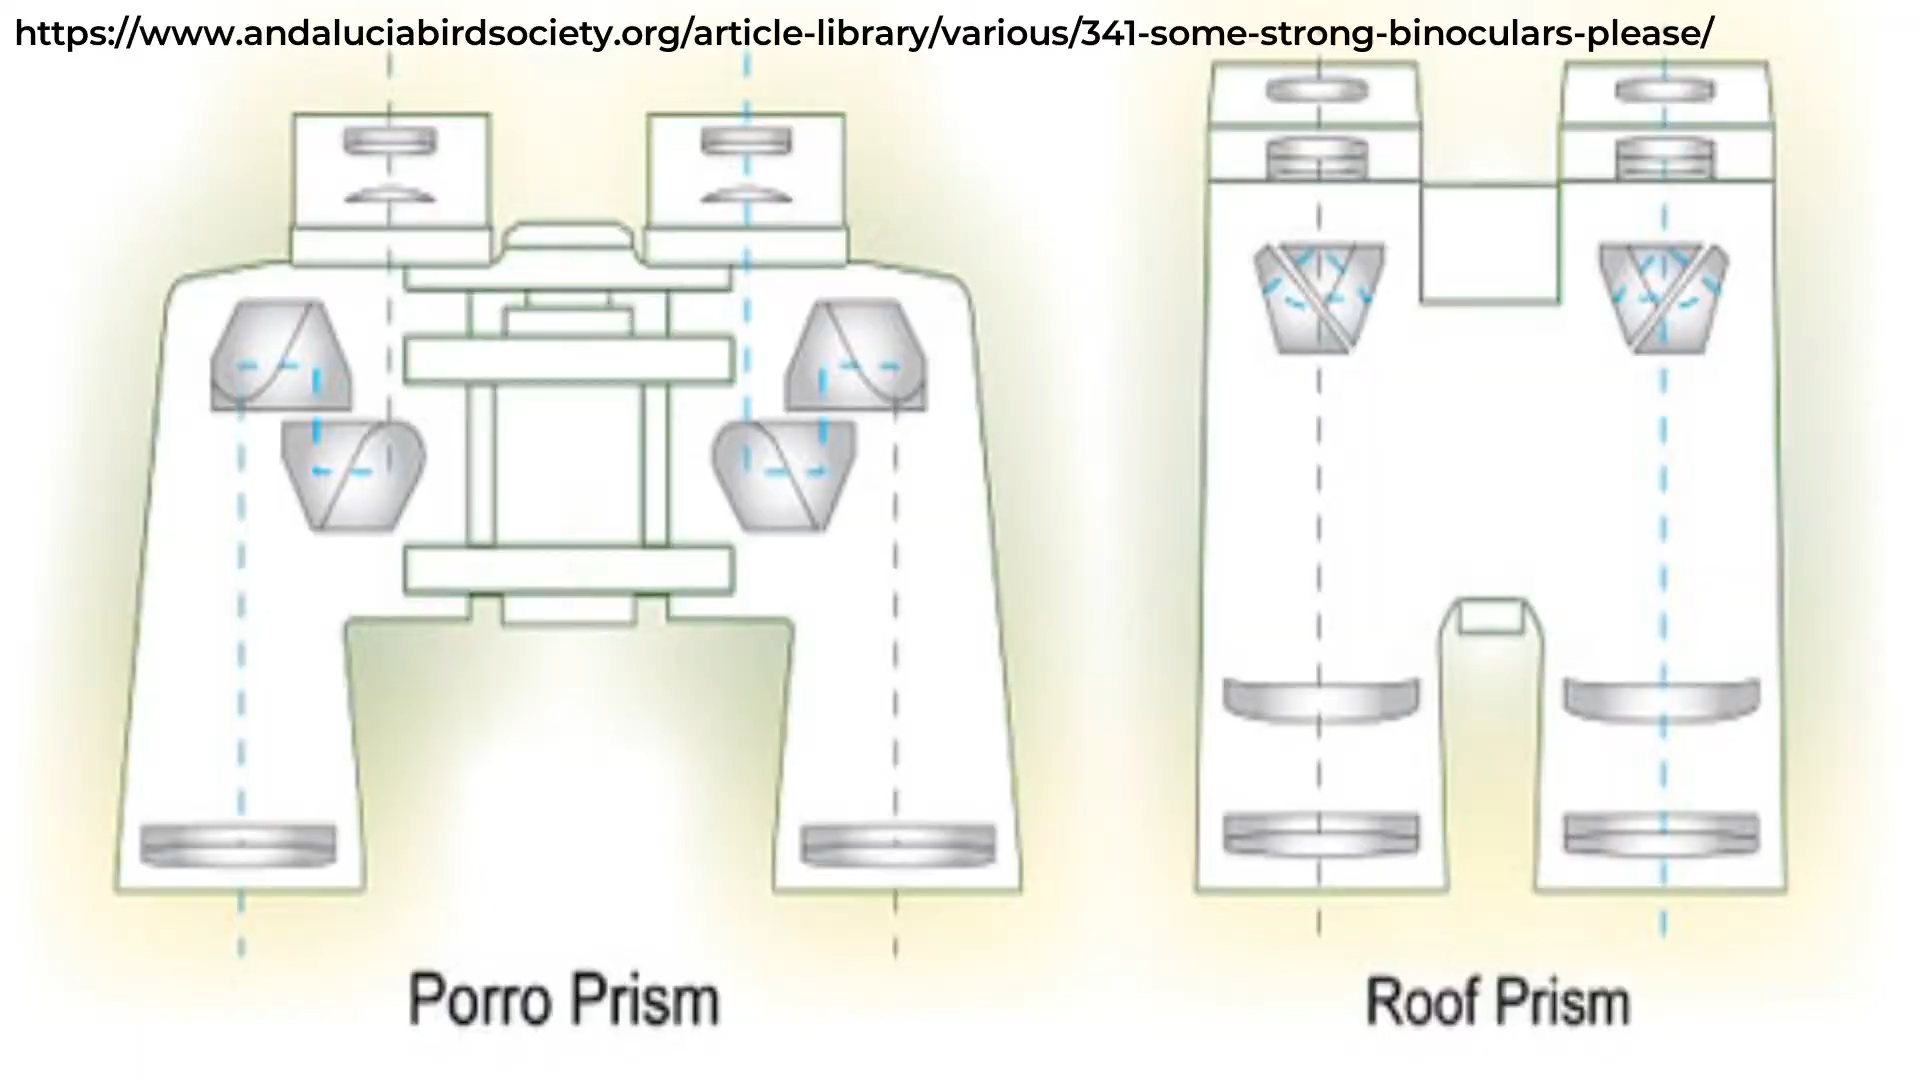 https://www.andaluciabirdsociety.org/article-library/various/341-some-strong-binoculars-please/
Porro Prism
Roof Prism